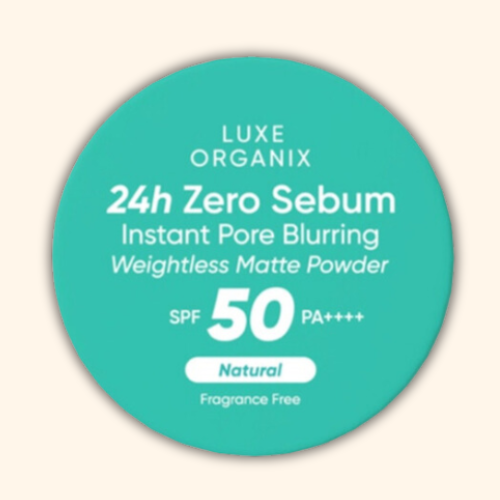 LUXE
ORGANIX
24h Zero Sebum
Instant Pore Blurring
Weightless Matte Powder
SPF 50 PA++++
Natural
Fragrance Free